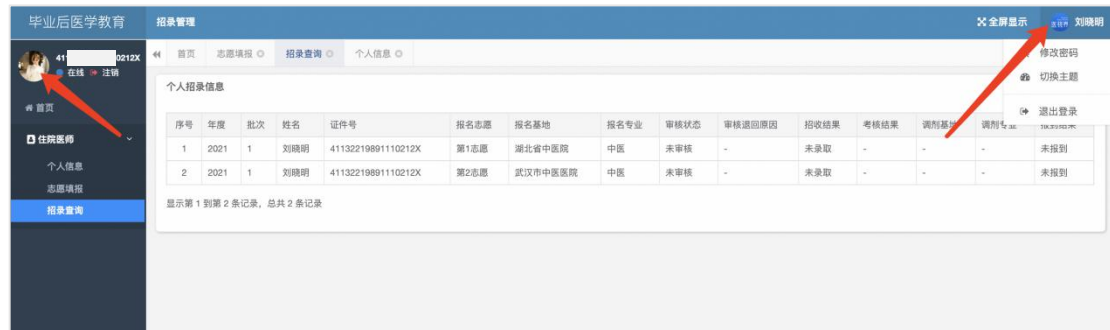 毕业后医学教育 招录管理 全屏显示 刘晓明
41 0212X
在线 注销
首页 志愿填报 招录查询 个人信息
修改密码
切换主题
退出登录
首页
住院医师
个人信息
志愿填报
招录查询
个人招录信息
序号 年度 批次 姓名 证件号 报名志愿 报名基地 报名专业 审核状态 审核退回原因 招收结果 考核结果 调剂基地 调剂专业 报到结果
1 2021 1 刘晓明 41132219891110212X 第1志愿 湖北省中医院 中医 未审核 - 未录取 - - - 未报到
2 2021 1 刘晓明 41132219891110212X 第2志愿 武汉市中医医院 中医 未审核 - 未录取 - - - 未报到
显示第 1 到第 2 条记录，总共 2 条记录